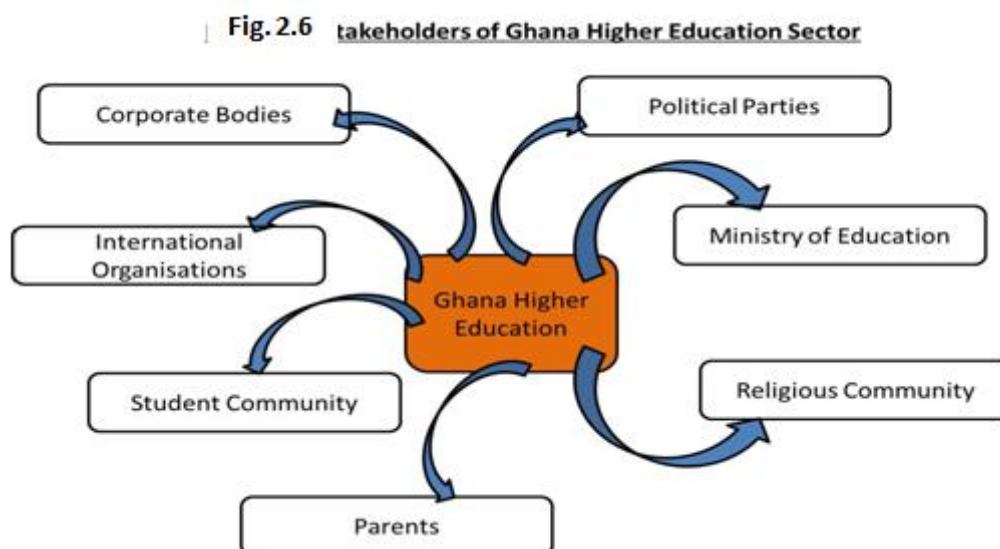 Fig. 2.6 takeholders of Ghana Higher Education Sector
Corporate Bodies
Political Parties
International
Organisations
Ministry of Education
Ghana Higher
Education
Student Community
Religious Community
Parents